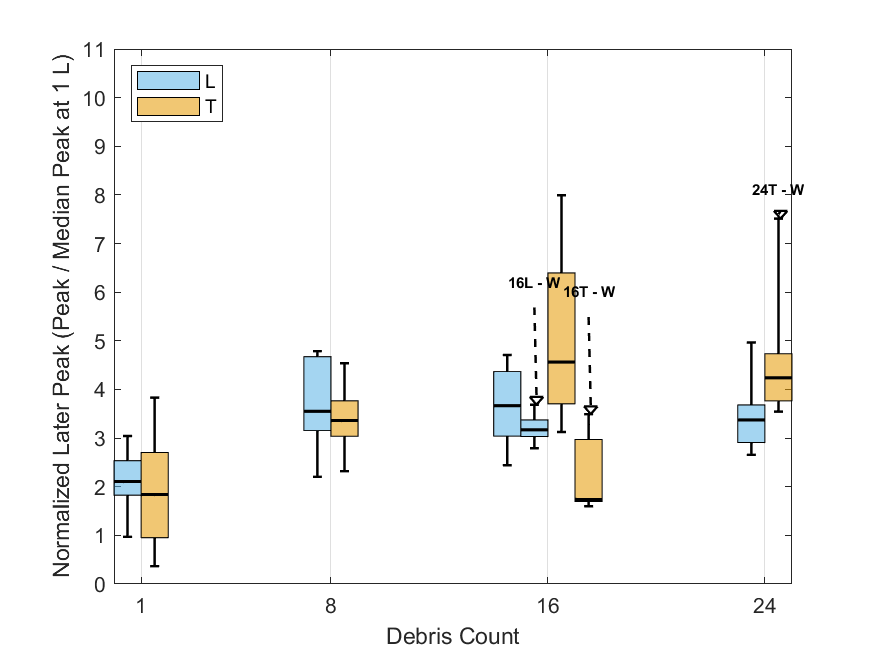 Normalized Later Peak (Peak / Median Peak at 1 L)
11
10
9
8
7
6
5
4
3
2
1
0
L
T
24T - W
16L - W
16T - W
1
8
16
24
Debris Count